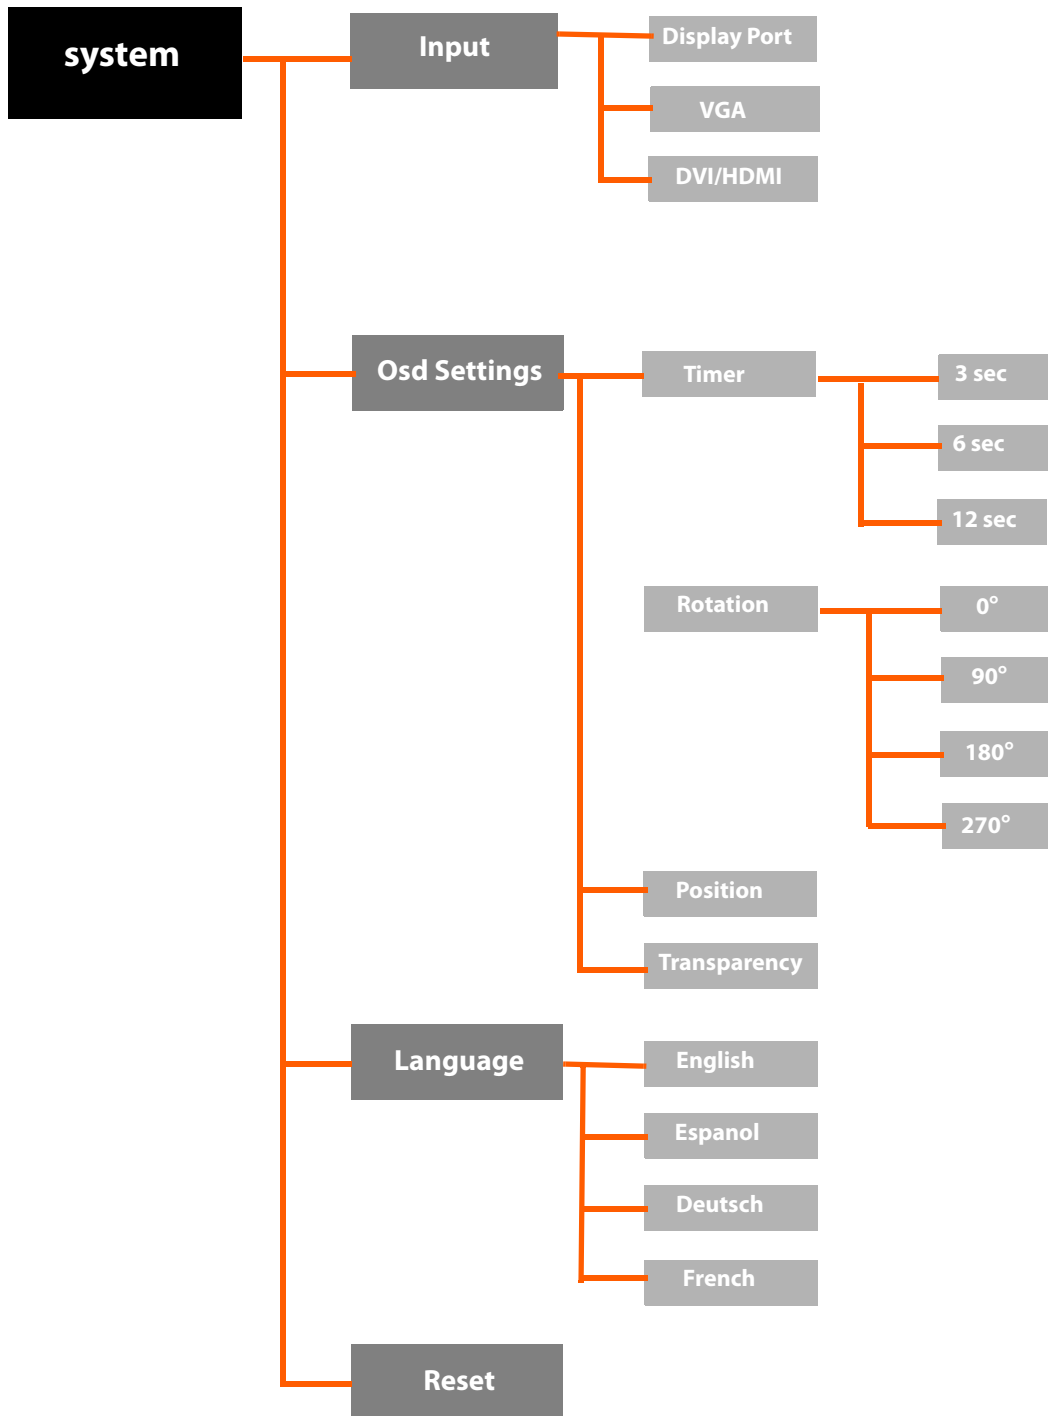 system
Input
Display Port
VGA
DVI/HDMI
Osd Settings
Timer
3 sec
6 sec
12 sec
Rotation
0°
90°
180°
270°
Position
Transparency
Language
English
Espanol
Deutsch
French
Reset